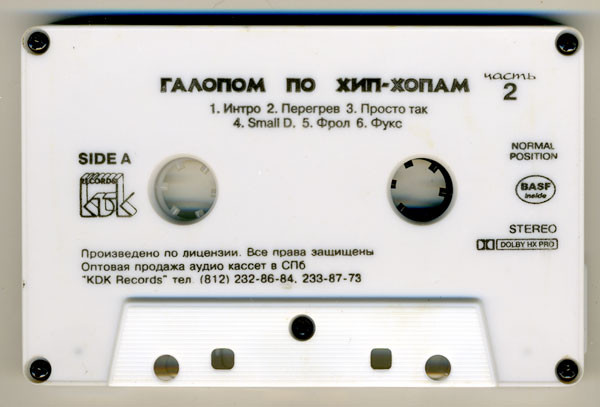 ГАЛОПОМ ПО ХИП-ХОПАМ часть 2
1. Интро 2. Перегрев 3. Просто так
4. Small D. 5. Фрол 6. Фукс
SIDE A
RECORDS
KDK
NORMAL
POSITION
BASF
inside
STEREO
DOLBY HX PRO
Произведено по лицензии. Все права защищены
Оптовая продажа аудио кассет в СПб
"KDK Records" тел. (812) 232-86-84, 233-87-73